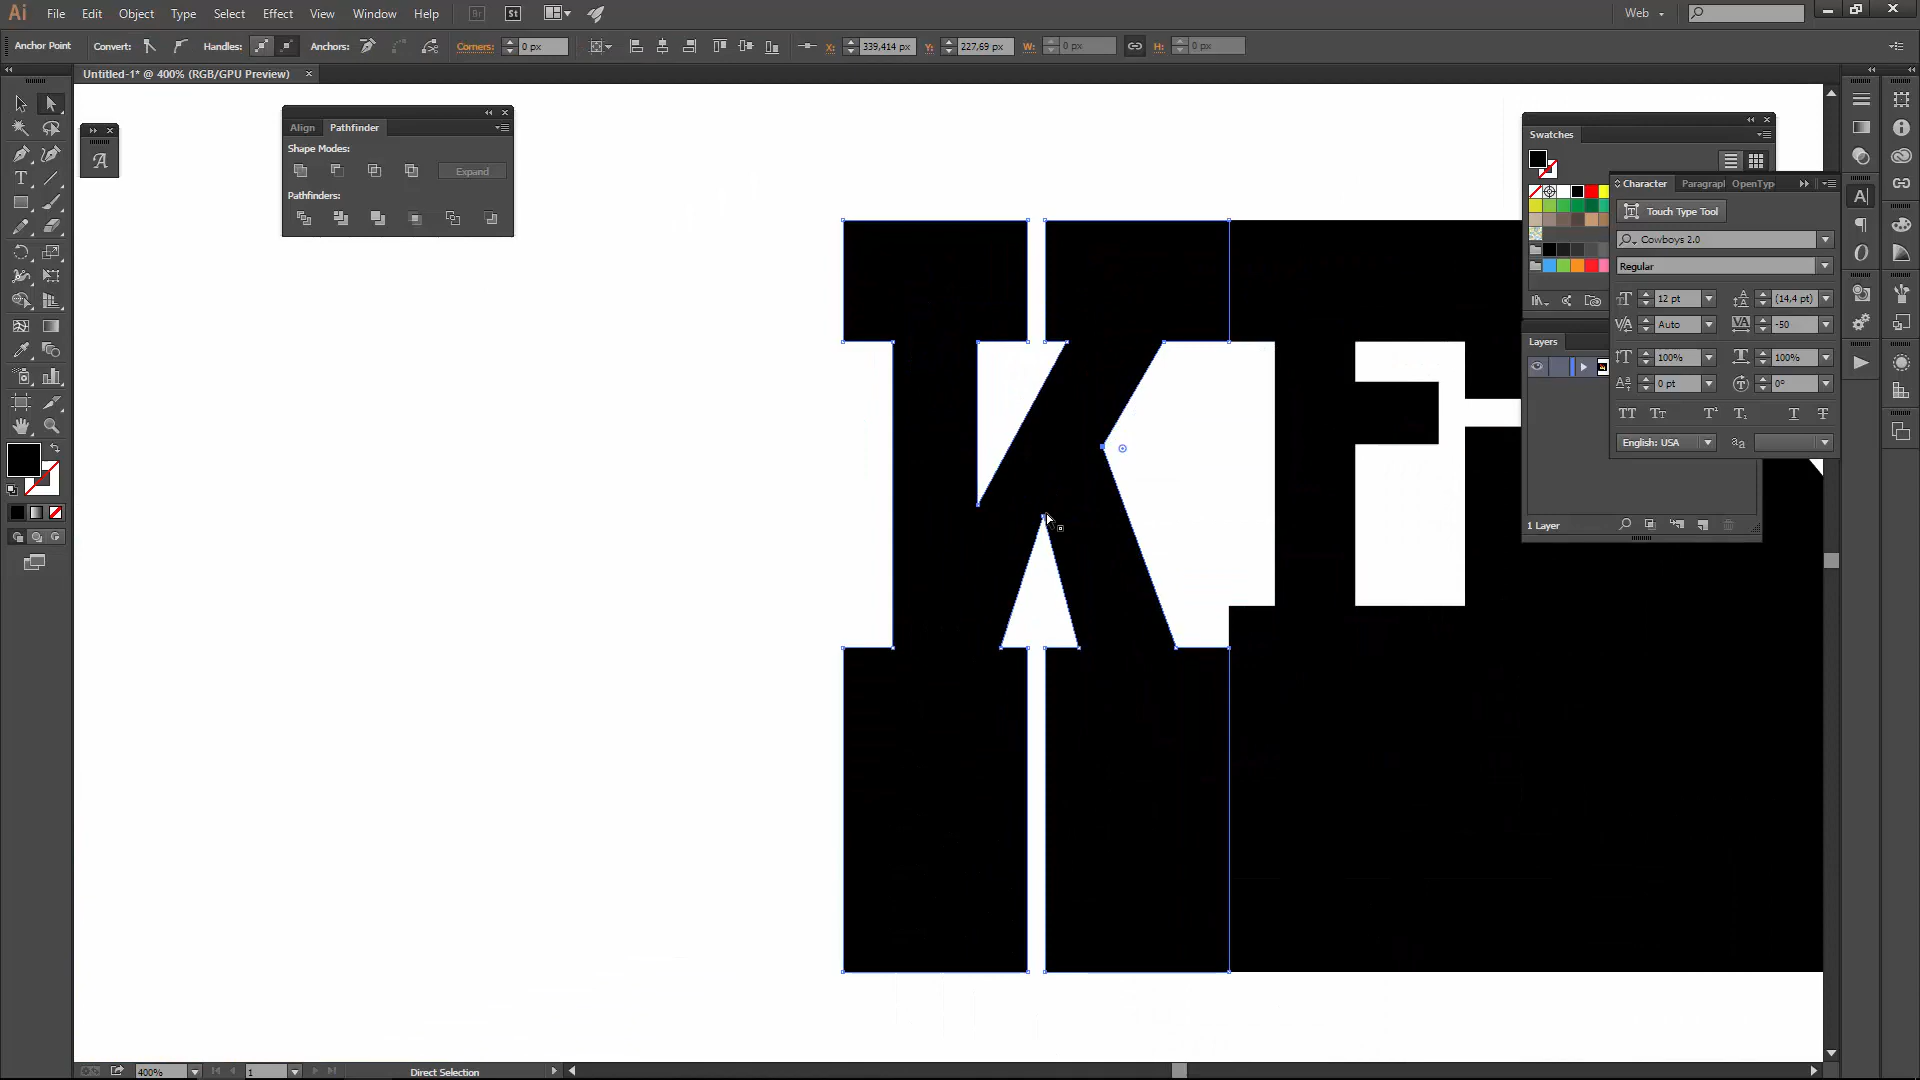 Ai File Edit Object Type Select Effect View Window Help Br St Web
Anchor Point Convert: Handles: Anchors: Corners: 0 px X: 339,414 px Y: 227,69 px W: 0 px H: 0 px
Untitled-1* @ 400% (RGB/GPU Preview)
Align Pathfinder
Shape Modes:
Expand
Pathfinders:
Swatches
Character Paragrapl OpenTyp
Touch Type Tool
Cowboys 2.0
Regular
12 pt (14,4 pt)
Auto -50
100% 100%
0 pt 0°
English: USA
Layers
1 Layer
KF
400% 1 Direct Selection